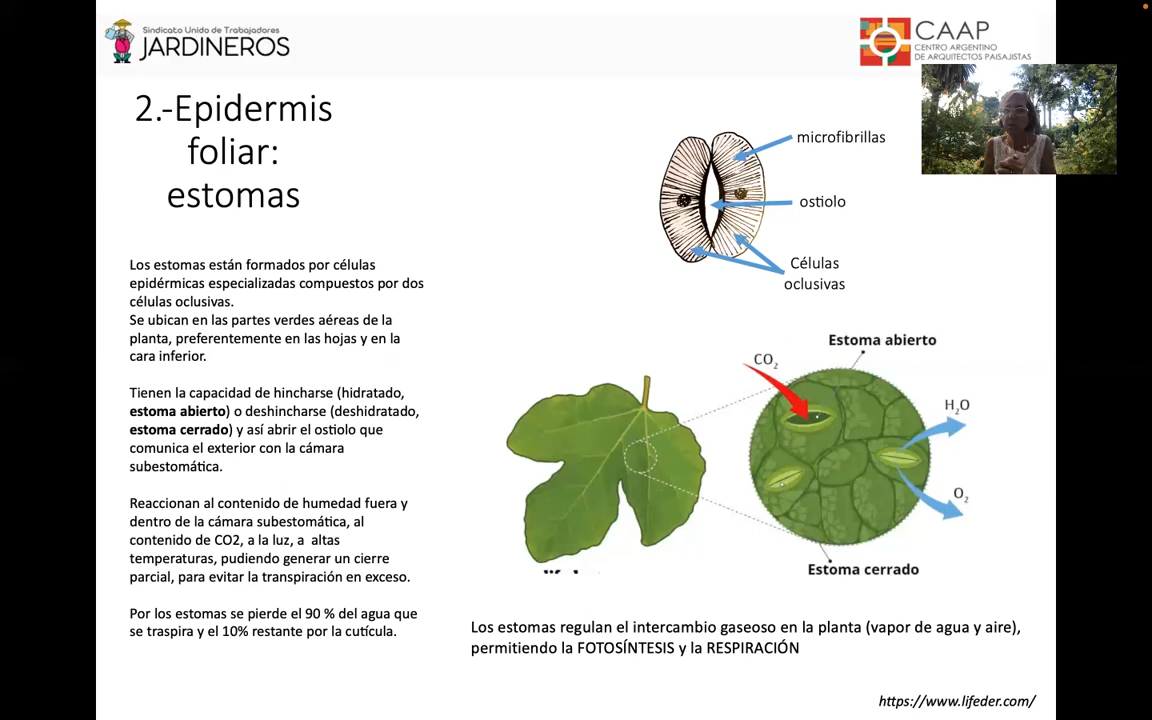 Sindicato Unido de Trabajadores
JARDINEROS
CAAP
CENTRO ARGENTINO
DE ARQUITECTOS PAISAJISTAS
2.-Epidermis
foliar:
estomas
Los estomas están formados por células
epidérmicas especializadas compuestos por dos
células oclusivas.
Se ubican en las partes verdes aéreas de la
planta, preferentemente en las hojas y en la
cara inferior.
Tienen la capacidad de hincharse (hidratado,
estoma abierto) o deshincharse (deshidratado,
estoma cerrado) y así abrir el ostiolo que
comunica el exterior con la cámara
subestomática.
Reaccionan al contenido de humedad fuera y
dentro de la cámara subestomática, al
contenido de CO2, a la luz, a  altas
temperaturas, pudiendo generar un cierre
parcial, para evitar la transpiración en exceso.
Por los estomas se pierde el 90 % del agua que
se traspira y el 10% restante por la cutícula.
microfibrillas
ostiolo
Células
oclusivas
Estoma abierto
CO₂
H₂O
O₂
Estoma cerrado
Los estomas regulan el intercambio gaseoso en la planta (vapor de agua y aire),
permitiendo la FOTOSÍNTESIS y la RESPIRACIÓN
https://www.lifeder.com/